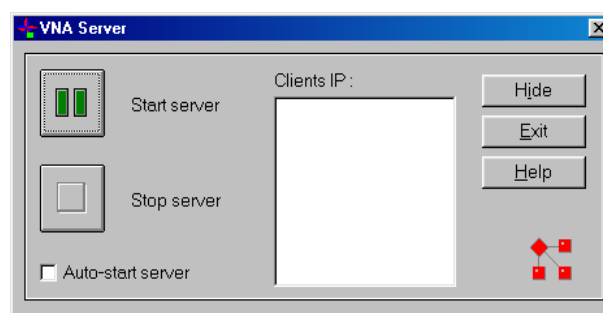 VNA Server
Clients IP :
Start server
Hide
Exit
Help
Stop server
Auto-start server